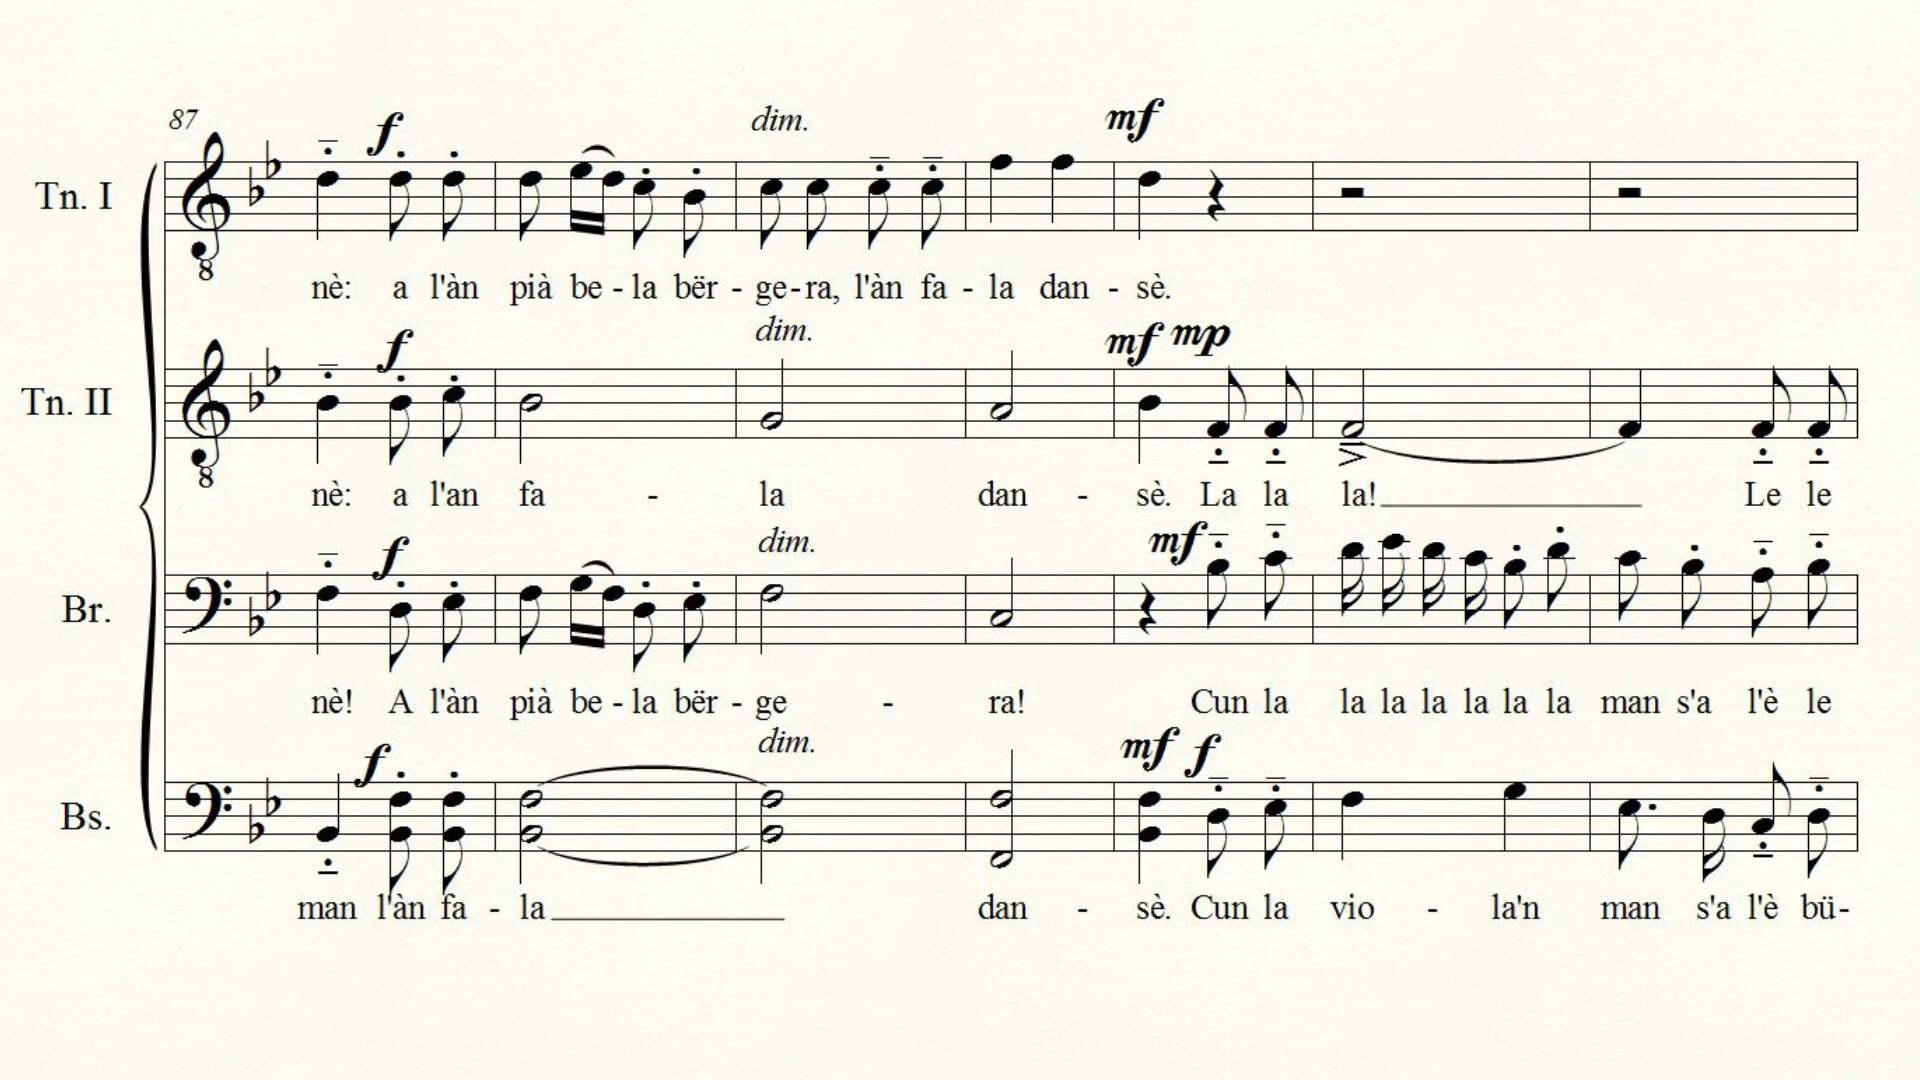 87 f dim. mf
Tn. I
8
nè: a l'àn pià be - la bër - ge - ra, l'àn fa - la dan - sè.
f dim. mf mp
Tn. II
8
nè: a l'an fa - la dan - sè. La la la! Le le
f dim. mf
Br.
nè! A l'àn pià be - la bër - ge - ra! Cun la la la la la la la man s'a l'è le
f dim. mf f
Bs.
man l'àn fa - la dan - sè. Cun la vio - la'n man s'a l'è bü-